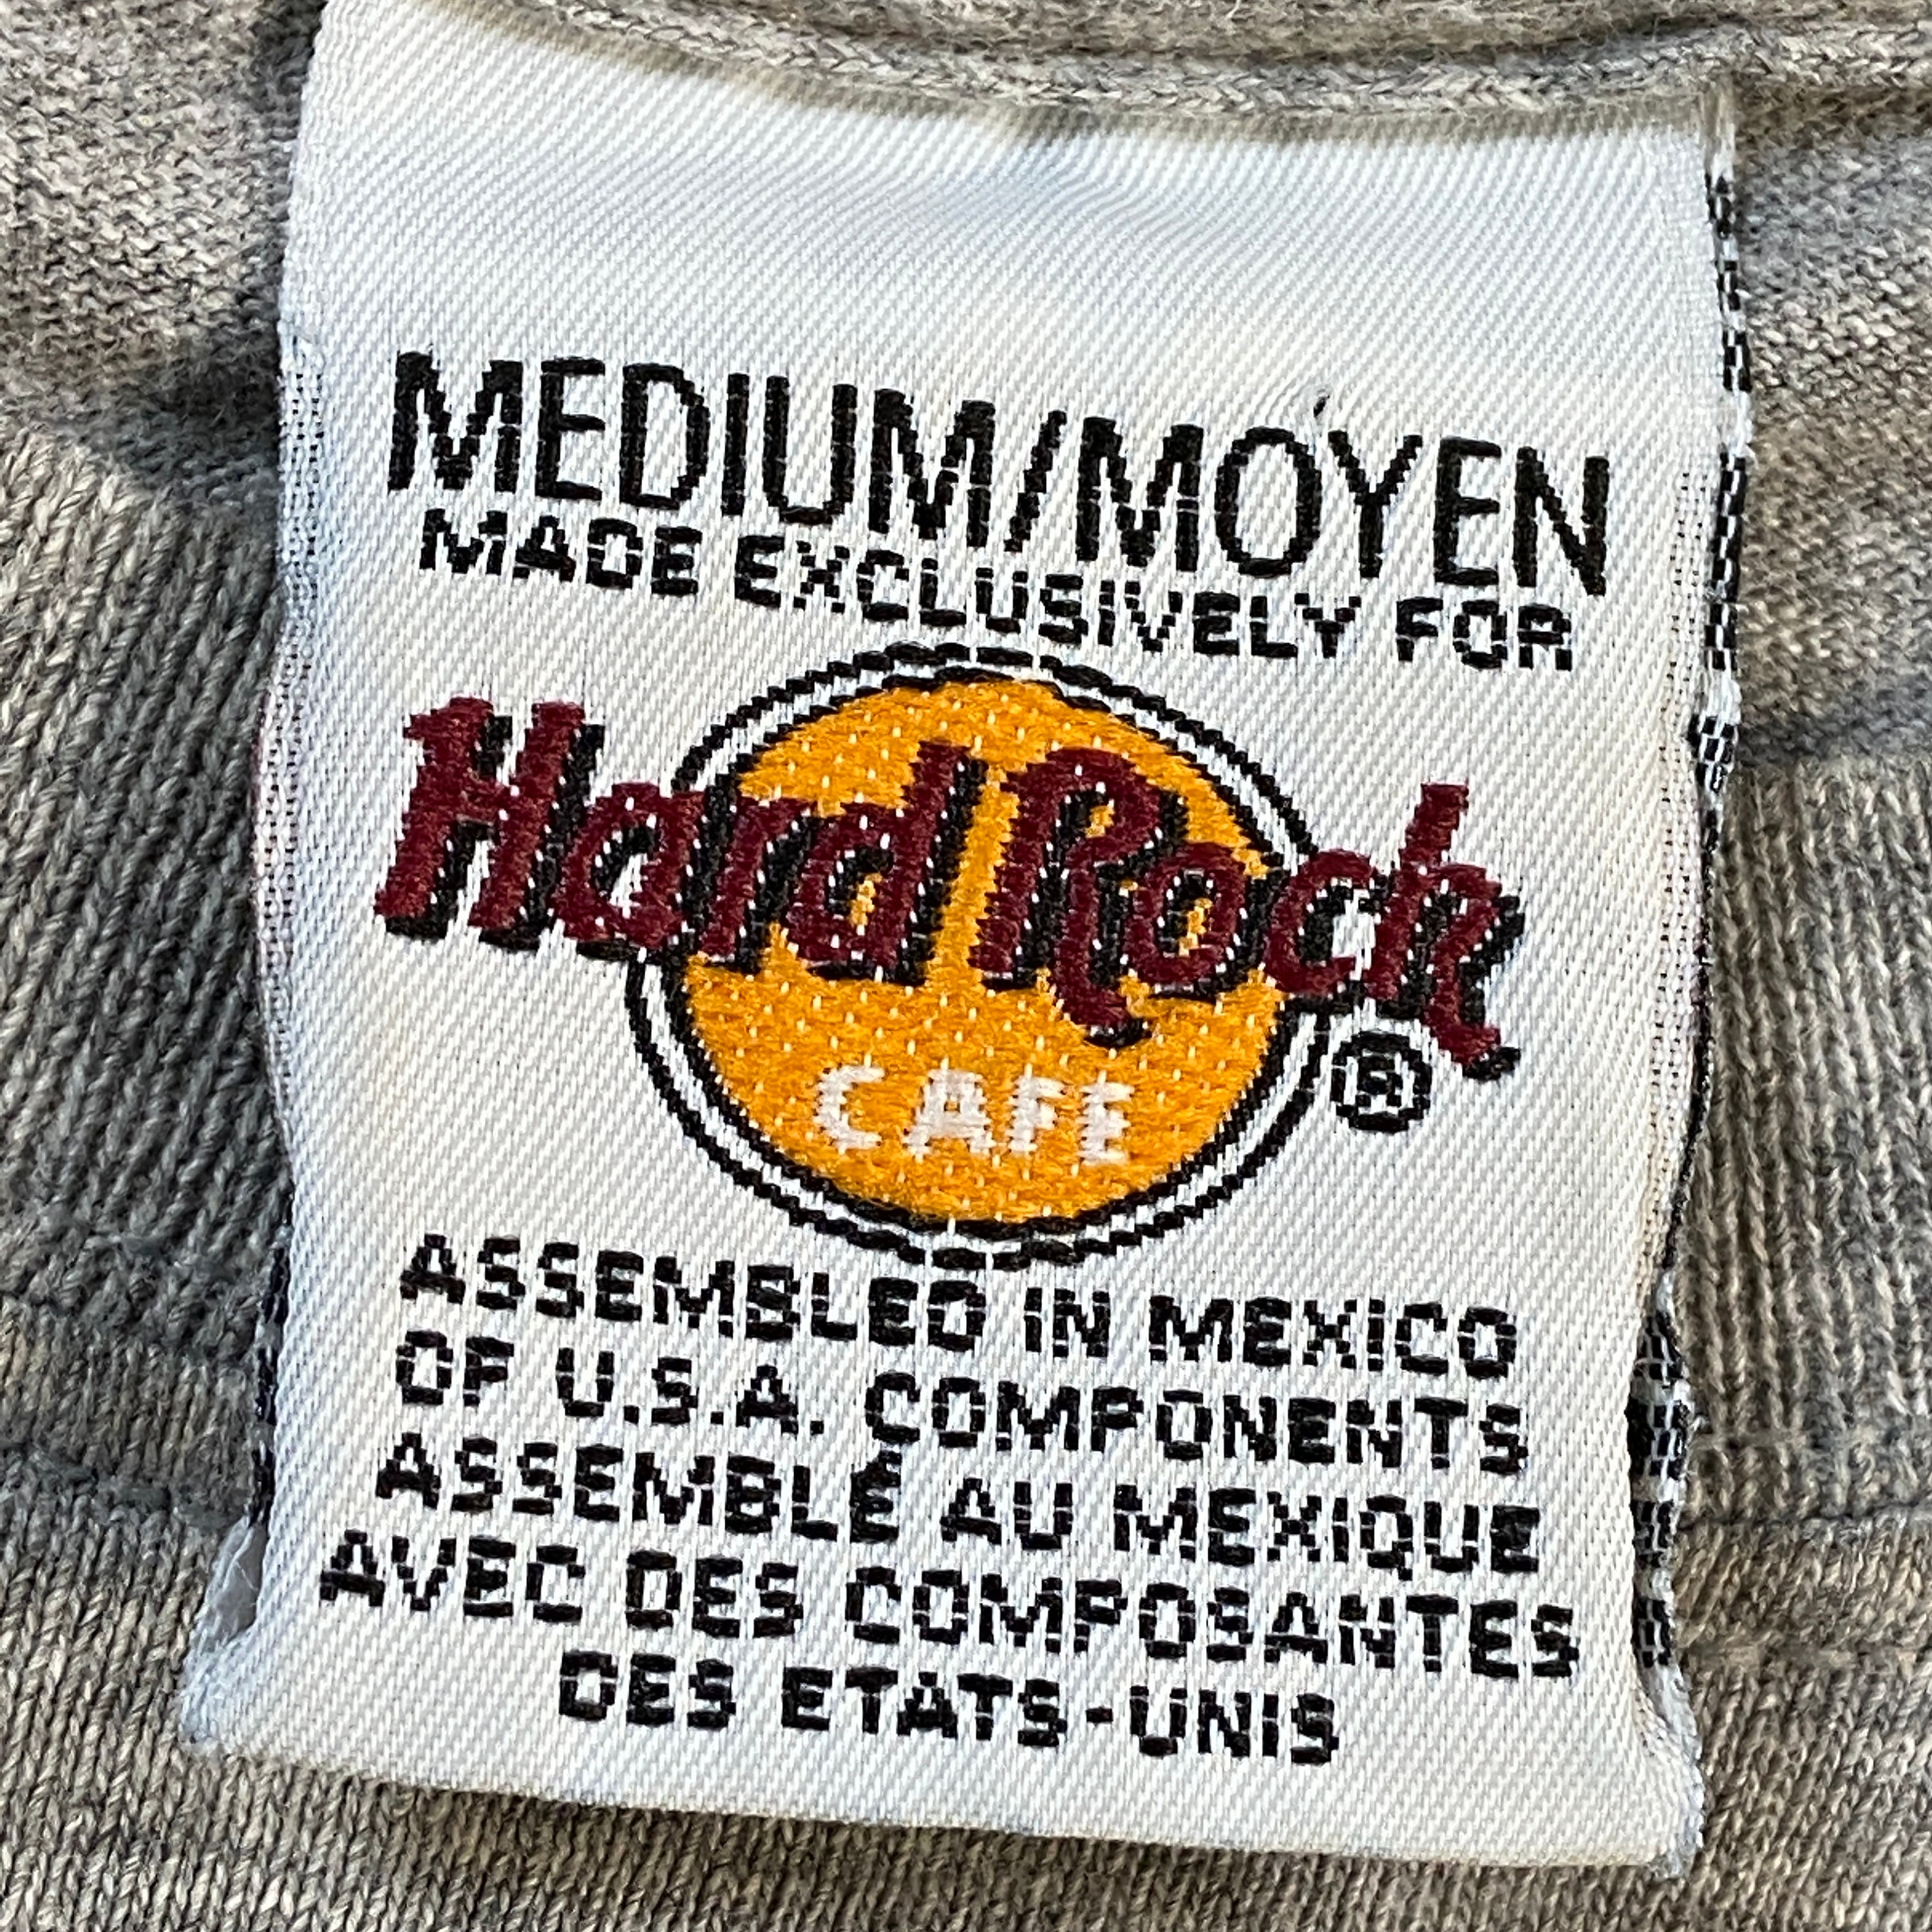 MEDIUM/MOYEN
MADE EXCLUSIVELY FOR
Hard Rock
CAFE
®
ASSEMBLED IN MEXICO
OF U.S.A. COMPONENTS
ASSEMBLÉ AU MEXIQUE
AVEC DES COMPOSANTES
DES ETATS-UNIS